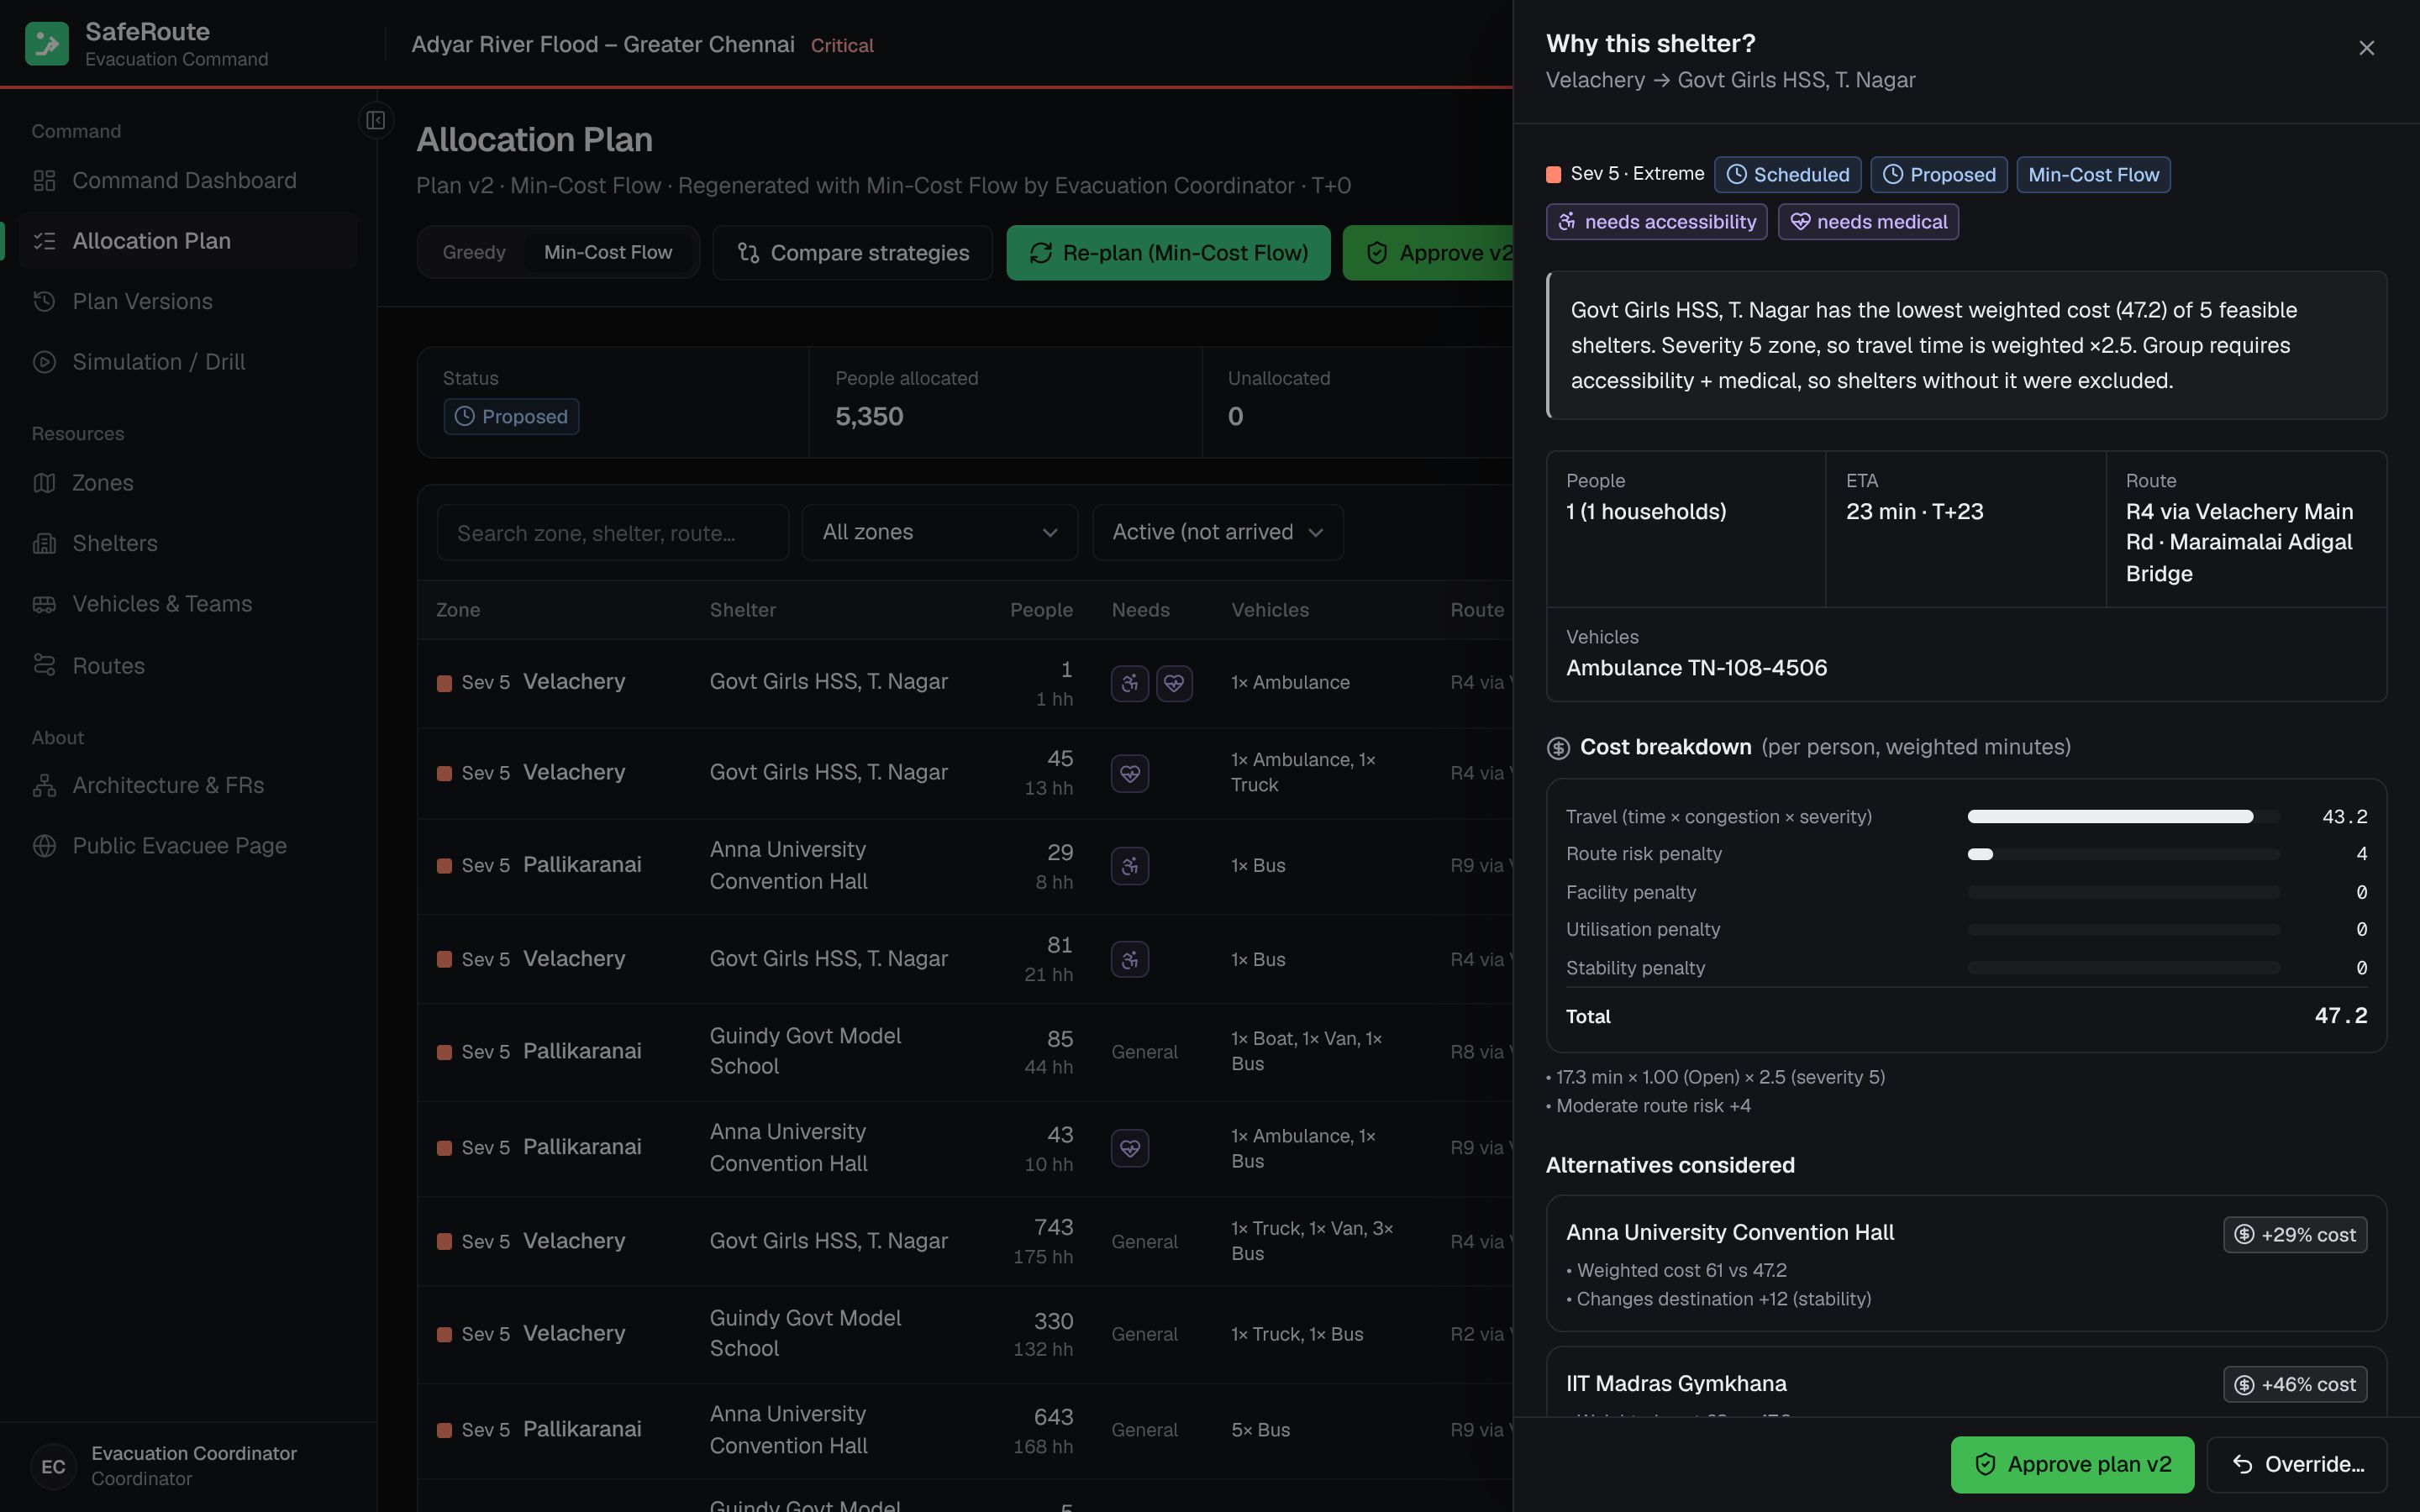 SafeRoute
Evacuation Command
Adyar River Flood – Greater Chennai Critical
Command
Command Dashboard
Allocation Plan
Plan Versions
Simulation / Drill
Resources
Zones
Shelters
Vehicles & Teams
Routes
About
Architecture & FRs
Public Evacuee Page
EC
Evacuation Coordinator
Coordinator
Allocation Plan
Plan v2 · Min-Cost Flow · Regenerated with Min-Cost Flow by Evacuation Coordinator · T+0
Greedy Min-Cost Flow Compare strategies Re-plan (Min-Cost Flow) Approve v2
Status People allocated Unallocated
Proposed 5,350 0
Search zone, shelter, route... All zones Active (not arrived
Zone Shelter People Needs Vehicles Route
Sev 5 Velachery Govt Girls HSS, T. Nagar 1 1× Ambulance R4 via
1 hh
Sev 5 Velachery Govt Girls HSS, T. Nagar 45 1× Ambulance, 1× R4 via
13 hh Truck
Sev 5 Pallikaranai Anna University 29 1× Bus R9 via
Convention Hall 8 hh
Sev 5 Velachery Govt Girls HSS, T. Nagar 81 1× Bus R4 via
21 hh
Sev 5 Pallikaranai Guindy Govt Model 85 General 1× Boat, 1× Van, 1× R8 via
School 44 hh Bus
Sev 5 Pallikaranai Anna University 43 1× Ambulance, 1× R9 via
Convention Hall 10 hh Bus
Sev 5 Velachery Govt Girls HSS, T. Nagar 743 General 1× Truck, 1× Van, 3× R4 via
175 hh Bus
Sev 5 Velachery Guindy Govt Model 330 General 1× Truck, 1× Bus R2 via
School 132 hh
Sev 5 Pallikaranai Anna University 643 General 5× Bus R9 via
Convention Hall 168 hh
Guindy Govt Model 5
Why this shelter?
Velachery → Govt Girls HSS, T. Nagar
Sev 5 · Extreme Scheduled Proposed Min-Cost Flow
needs accessibility needs medical
Govt Girls HSS, T. Nagar has the lowest weighted cost (47.2) of 5 feasible
shelters. Severity 5 zone, so travel time is weighted ×2.5. Group requires
accessibility + medical, so shelters without it were excluded.
People ETA Route
1 (1 households) 23 min · T+23 R4 via Velachery Main
Rd · Maraimalai Adigal
Bridge
Vehicles
Ambulance TN-108-4506
Cost breakdown (per person, weighted minutes)
Travel (time × congestion × severity) 43.2
Route risk penalty 4
Facility penalty 0
Utilisation penalty 0
Stability penalty 0
Total 47.2
• 17.3 min × 1.00 (Open) × 2.5 (severity 5)
• Moderate route risk +4
Alternatives considered
Anna University Convention Hall +29% cost
• Weighted cost 61 vs 47.2
• Changes destination +12 (stability)
IIT Madras Gymkhana +46% cost
Approve plan v2 Override...